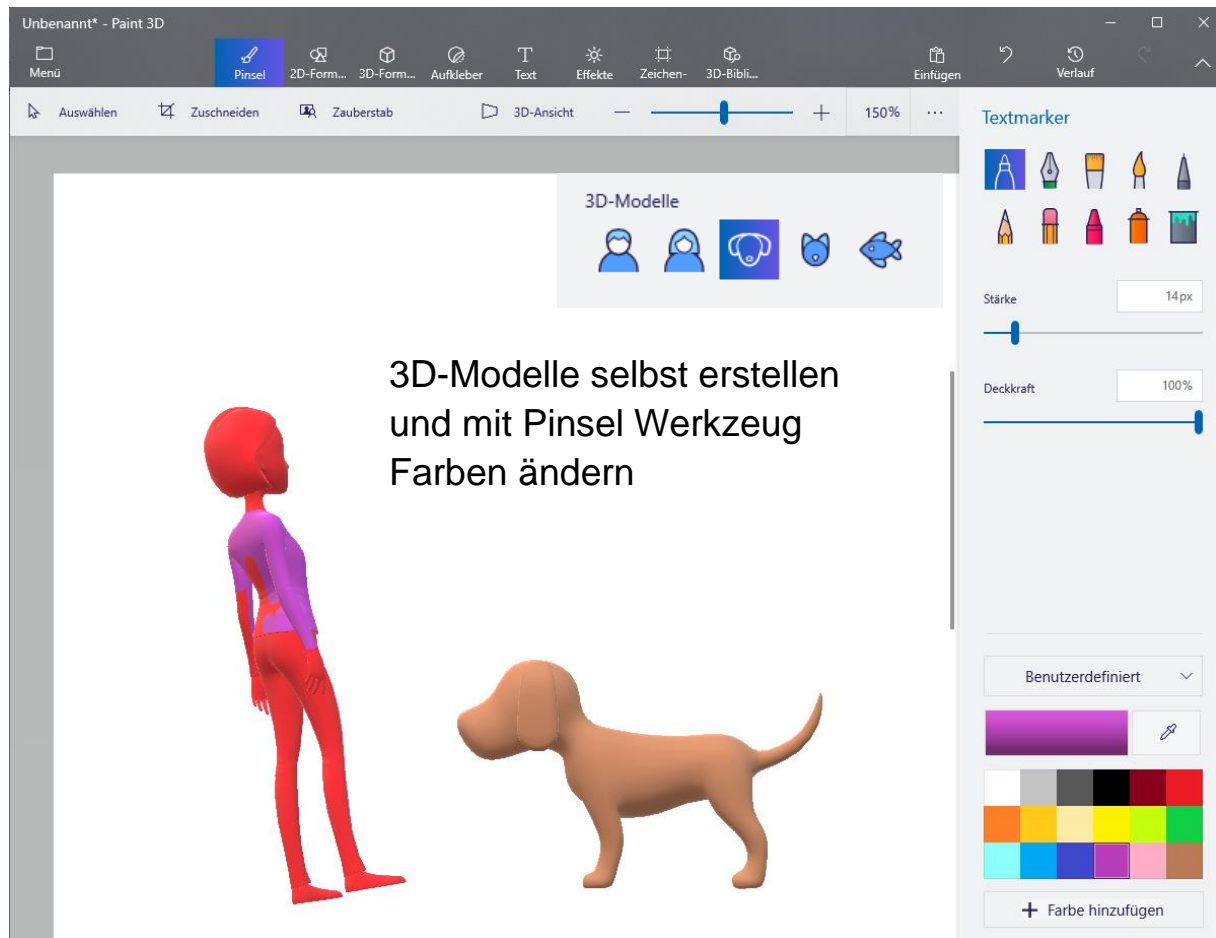 Unbenannt* - Paint 3D
Menü
Pinsel
2D-Form...
3D-Form...
Aufkleber
Text
Effekte
Zeichen-
3D-Bibli...
Einfügen
Verlauf
Auswählen
Zuschneiden
Zauberstab
3D-Ansicht
150%
Textmarker
3D-Modelle
Stärke
14px
Deckkraft
100%
3D-Modelle selbst erstellen
und mit Pinsel Werkzeug
Farben ändern
Benutzerdefiniert
Farbe hinzufügen